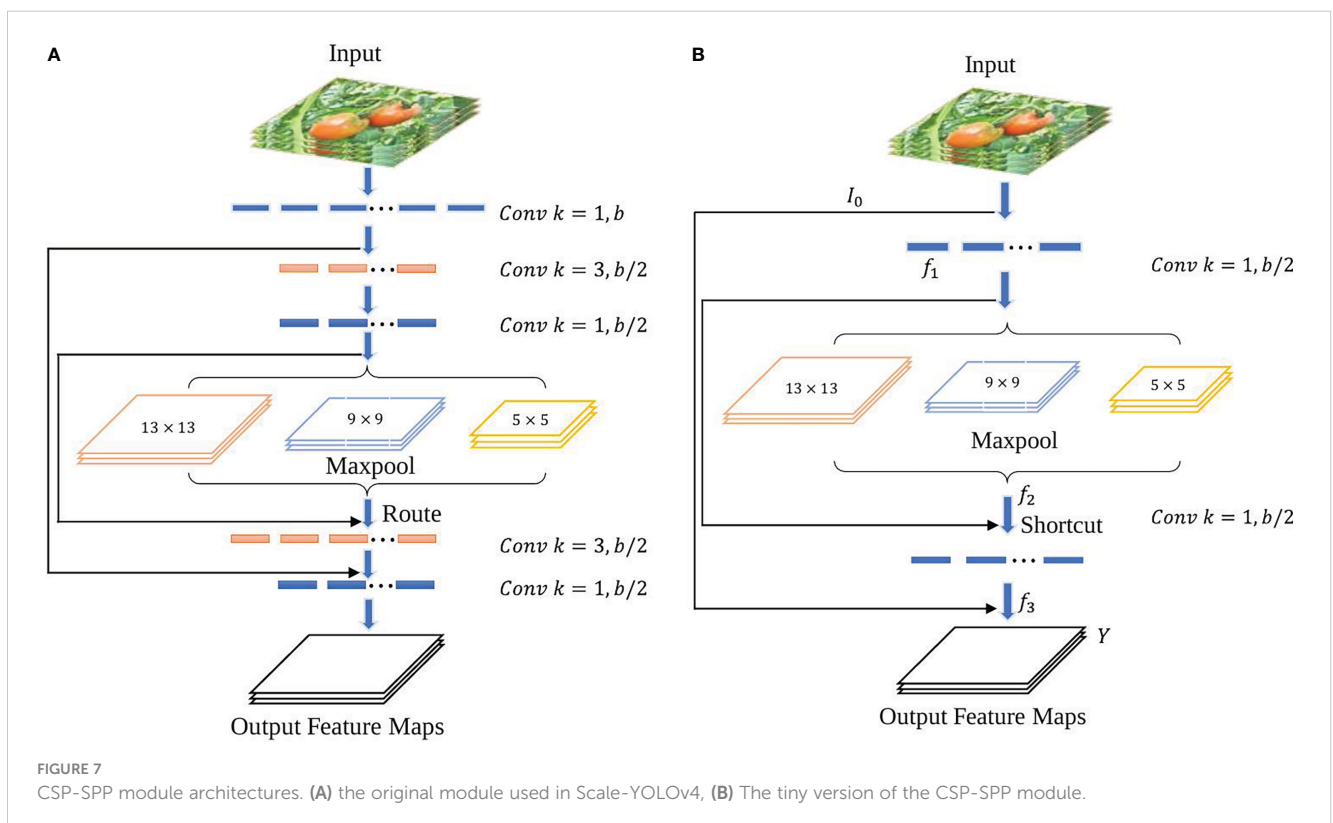 A
Input
Conv k = 1, b
Conv k = 3, b/2
Conv k = 1, b/2
13 × 13
9 × 9
5 × 5
Maxpool
Route
Conv k = 3, b/2
Conv k = 1, b/2
Output Feature Maps
B
Input
I₀
f₁
Conv k = 1, b/2
13 × 13
9 × 9
5 × 5
Maxpool
f₂
Shortcut
Conv k = 1, b/2
f₃
Y
Output Feature Maps
FIGURE 7
CSP-SPP module architectures. (A) the original module used in Scale-YOLOv4, (B) The tiny version of the CSP-SPP module.